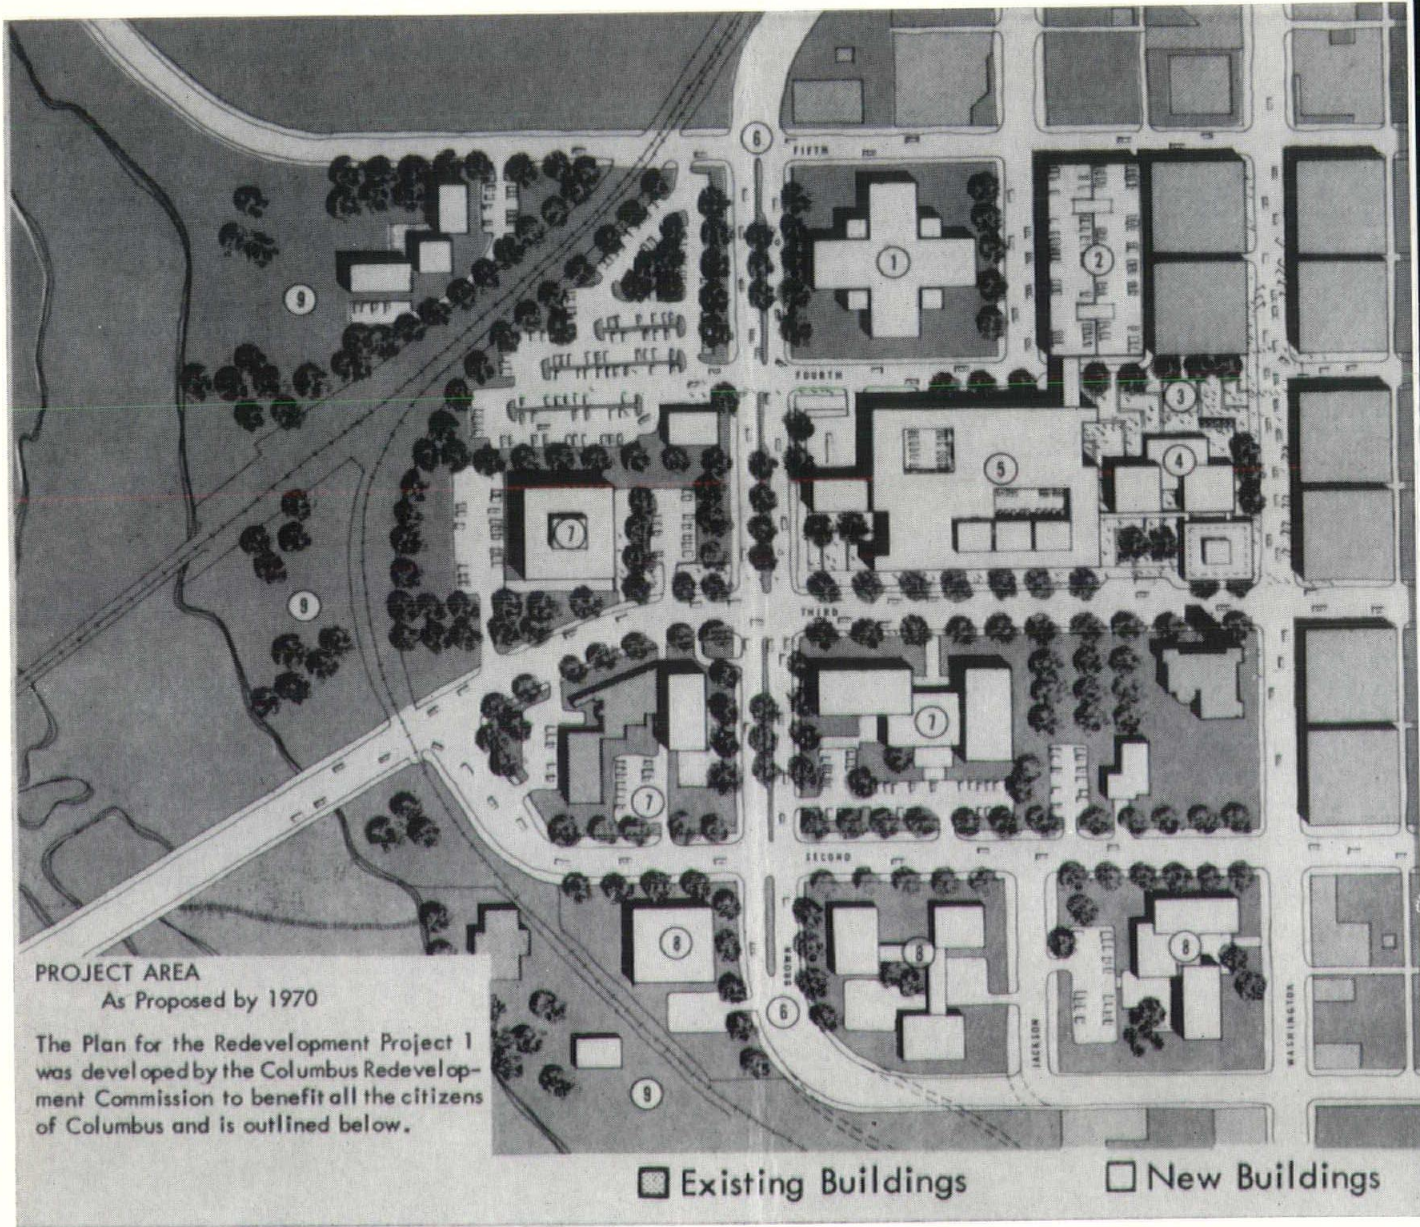 6
FIFTH
1
2
9
FOURTH
3
4
5
7
9
THIRD
7
7
SECOND
8
8
8
BROWN
6
JACKSON
WASHINGTON
9
PROJECT AREA
As Proposed by 1970
The Plan for the Redevelopment Project 1
was developed by the Columbus Redevelop-
ment Commission to benefit all the citizens
of Columbus and is outlined below.
Existing Buildings
New Buildings